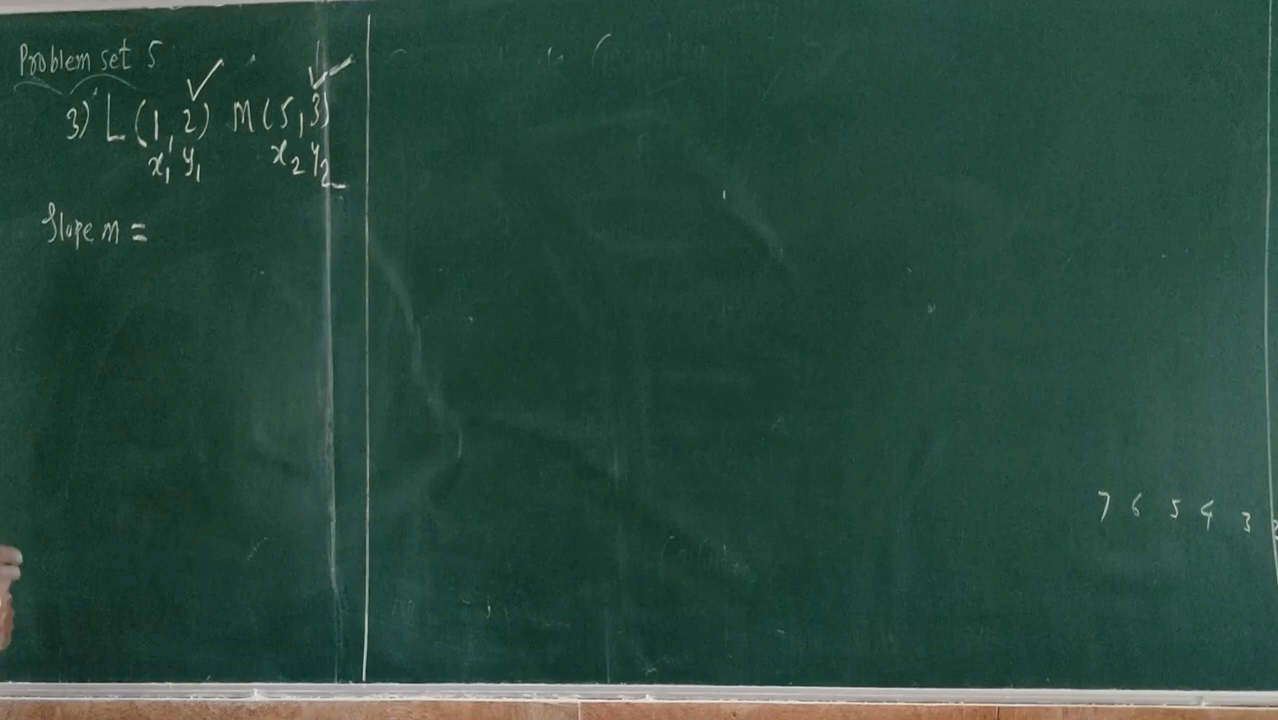 Problem set 5
3) L (1, 2) M (5, 3)
x₁ y₁ x₂ y₂
Slope m =
7 6 5 4 3